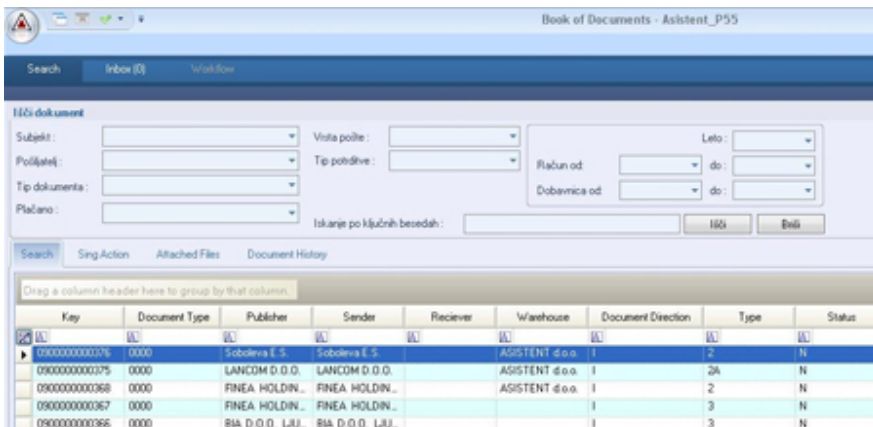 Book of Documents - Asistent_P55
Search Inbox (0) Workflow
Išči dokument
Subjekt : Vrsta pošte : Leto :
Pošiljatelj : Tip potrditve : Račun od: do :
Tip dokumenta : Dobavnica od: do :
Plačano : Iskanje po ključnih besedah : Išči Briši
Search Sing Action Attached Files Document History
Drag a column header here to group by that column.
Key Document Type Publisher Sender Reciever Warehouse Document Direction Type Status
0900000000376 0000 Soboleva E.S. Soboleva E.S. ASISTENT d.o.o. I 2 N
0900000000375 0000 LANCOM D.O.O. LANCOM D.O.O. ASISTENT d.o.o. I 2A N
0900000000368 0000 FINEA HOLDIN... FINEA HOLDIN... ASISTENT d.o.o. I 2 N
0900000000367 0000 FINEA HOLDIN... FINEA HOLDIN... I 3 N
0900000000366 0000 BIA D.O.O. LJU... BIA D.O.O. LJU... I 3 N